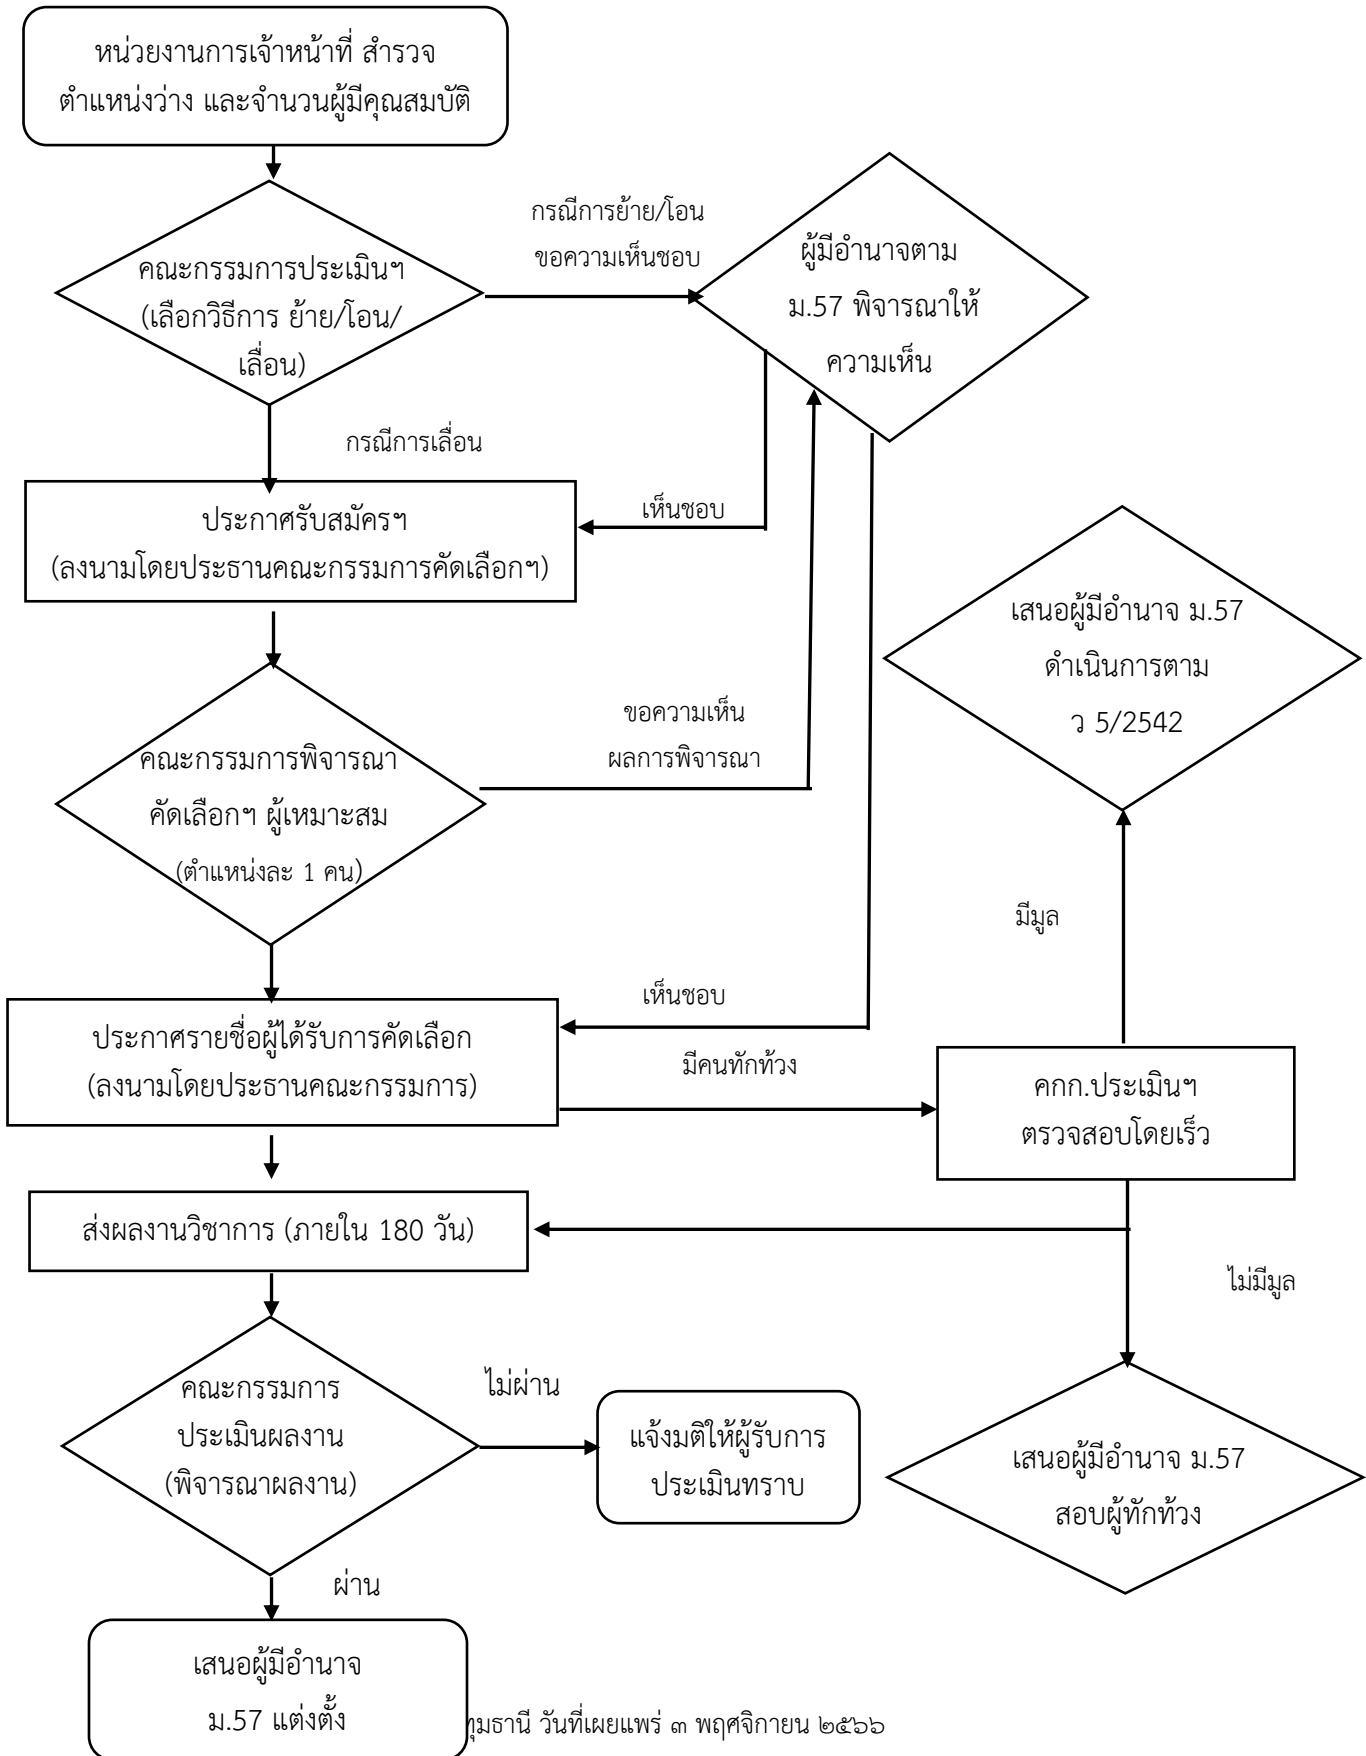 หน่วยงานการเจ้าหน้าที่ สำรวจ
ตำแหน่งว่าง และจำนวนผู้มีคุณสมบัติ
กรณีการย้าย/โอน
ขอความเห็นชอบ
คณะกรรมการประเมินฯ
(เลือกวิธีการ ย้าย/โอน/
เลื่อน)
ผู้มีอำนาจตาม
ม.57 พิจารณาให้
ความเห็น
กรณีการเลื่อน
เห็นชอบ
ประกาศรับสมัครฯ
(ลงนามโดยประธานคณะกรรมการคัดเลือกฯ)
เสนอผู้มีอำนาจ ม.57
ดำเนินการตาม
ว 5/2542
ขอความเห็น
ผลการพิจารณา
คณะกรรมการพิจารณา
คัดเลือกฯ ผู้เหมาะสม
(ตำแหน่งละ 1 คน)
มีมูล
เห็นชอบ
ประกาศรายชื่อผู้ได้รับการคัดเลือก
(ลงนามโดยประธานคณะกรรมการ)
มีคนทักท้วง
คกก.ประเมินฯ
ตรวจสอบโดยเร็ว
ส่งผลงานวิชาการ (ภายใน 180 วัน)
ไม่มีมูล
คณะกรรมการ
ประเมินผลงาน
(พิจารณาผลงาน)
ไม่ผ่าน
แจ้งมติให้ผู้รับการ
ประเมินทราบ
เสนอผู้มีอำนาจ ม.57
สอบผู้ทักท้วง
ผ่าน
เสนอผู้มีอำนาจ
ม.57 แต่งตั้ง
วันที่เผยแพร่ ๓ พฤศจิกายน ๒๕๖๖